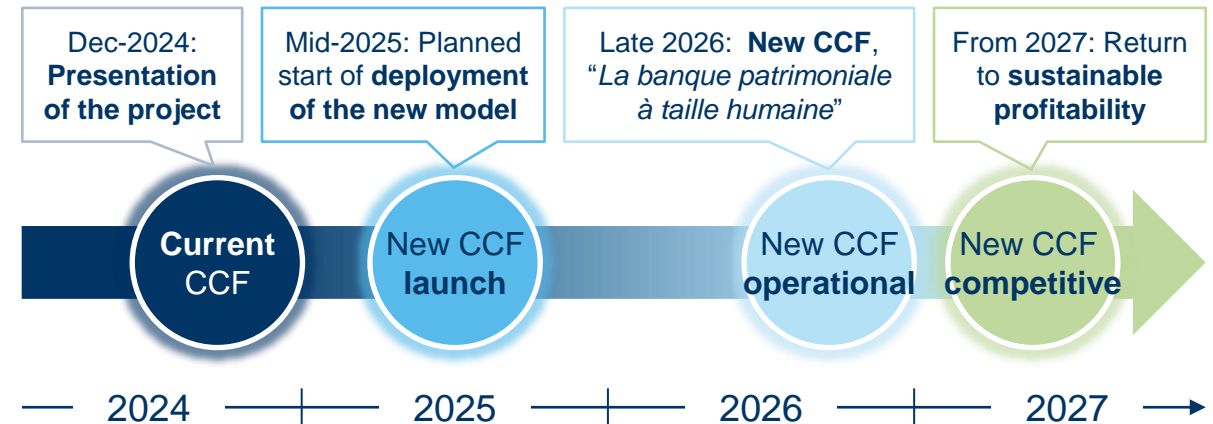 Dec-2024:
Presentation
of the project
Mid-2025: Planned
start of deployment
of the new model
Late 2026: New CCF,
“La banque patrimoniale
à taille humaine”
From 2027: Return
to sustainable
profitability
Current
CCF
New CCF
launch
New CCF
operational
New CCF
competitive
2024
2025
2026
2027